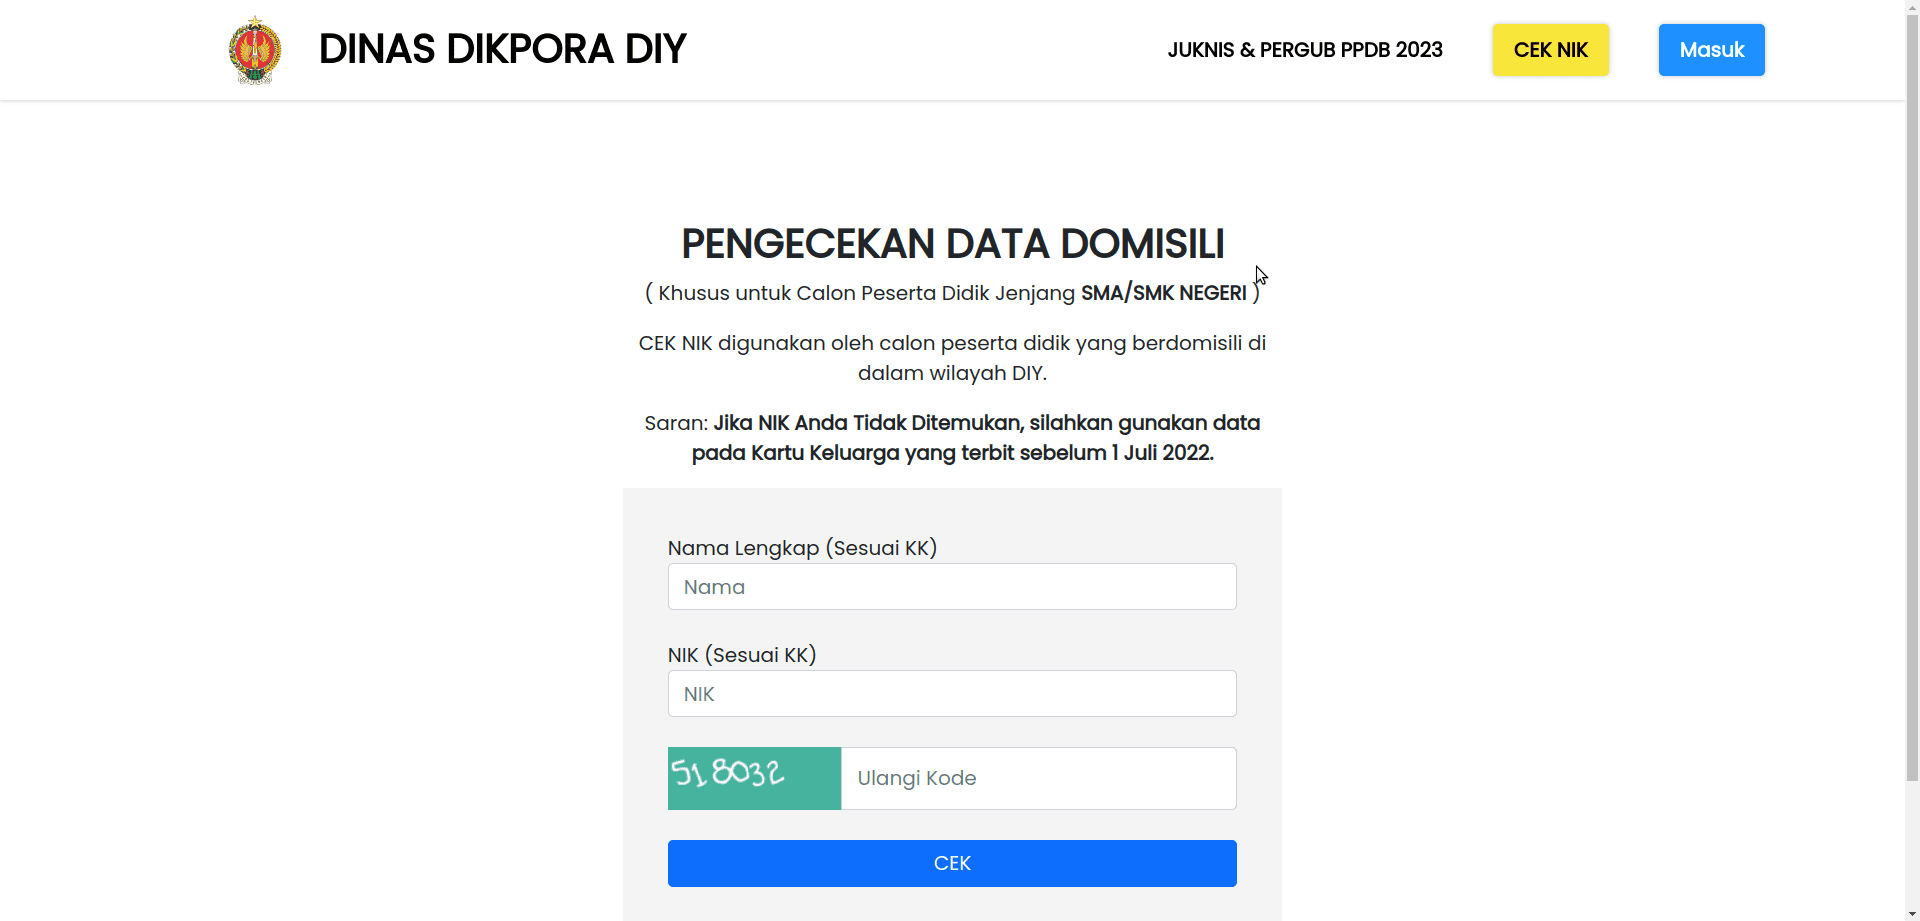 DINAS DIKPORA DIY
JUKNIS & PERGUB PPDB 2023
CEK NIK
Masuk
PENGECEKAN DATA DOMISILI
( Khusus untuk Calon Peserta Didik Jenjang SMA/SMK NEGERI )
CEK NIK digunakan oleh calon peserta didik yang berdomisili di
dalam wilayah DIY.
Saran: Jika NIK Anda Tidak Ditemukan, silahkan gunakan data
pada Kartu Keluarga yang terbit sebelum 1 Juli 2022.
Nama Lengkap (Sesuai KK)
Nama
NIK (Sesuai KK)
NIK
518032
Ulangi Kode
CEK